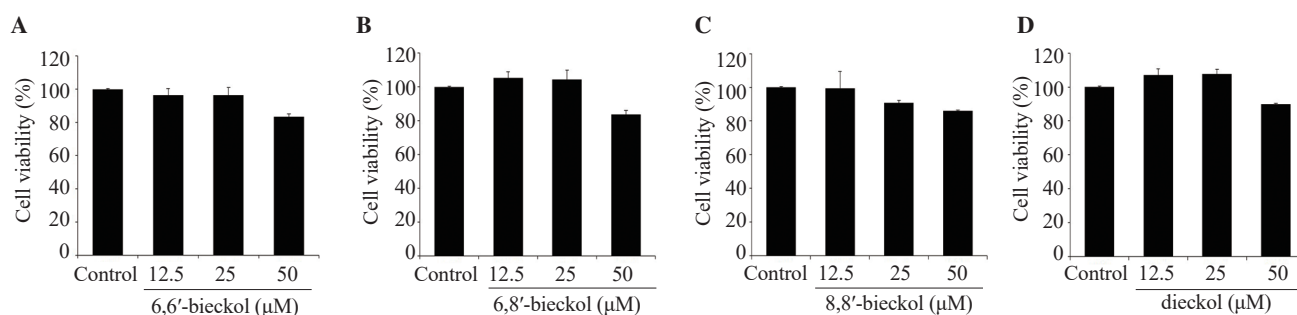 A
120
100
80
60
40
20
0
Cell viability (%)
Control 12.5 25 50
6,6′-bieckol (μM)
B
120
100
80
60
40
20
0
Cell viability (%)
Control 12.5 25 50
6,8′-bieckol (μM)
C
120
100
80
60
40
20
0
Cell viability (%)
Control 12.5 25 50
8,8′-bieckol (μM)
D
120
100
80
60
40
20
0
Cell viability (%)
Control 12.5 25 50
dieckol (μM)